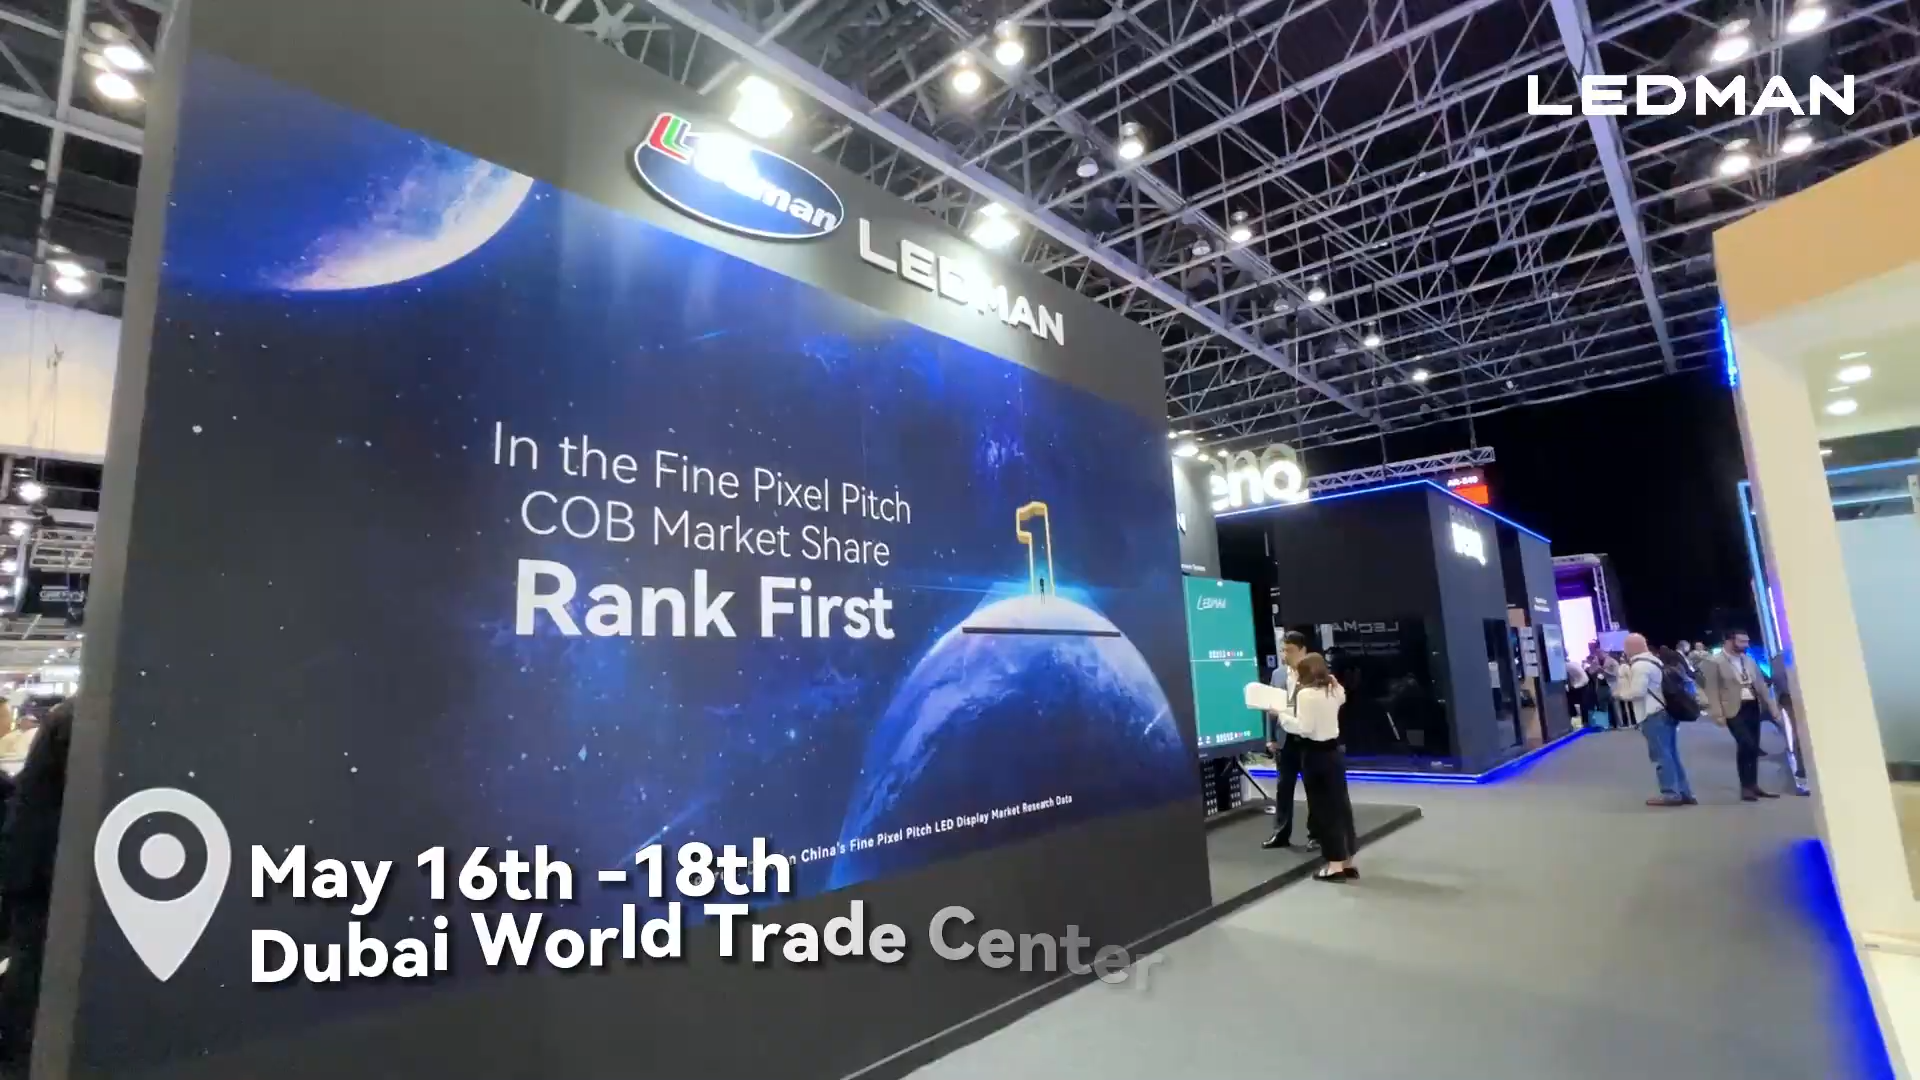 LEDMAN
Ledman
LEDMAN
In the Fine Pixel Pitch
COB Market Share
Rank First
China's Fine Pixel Pitch LED Display Market Research Data
LEDMAN
May 16th -18th
Dubai World Trade Center